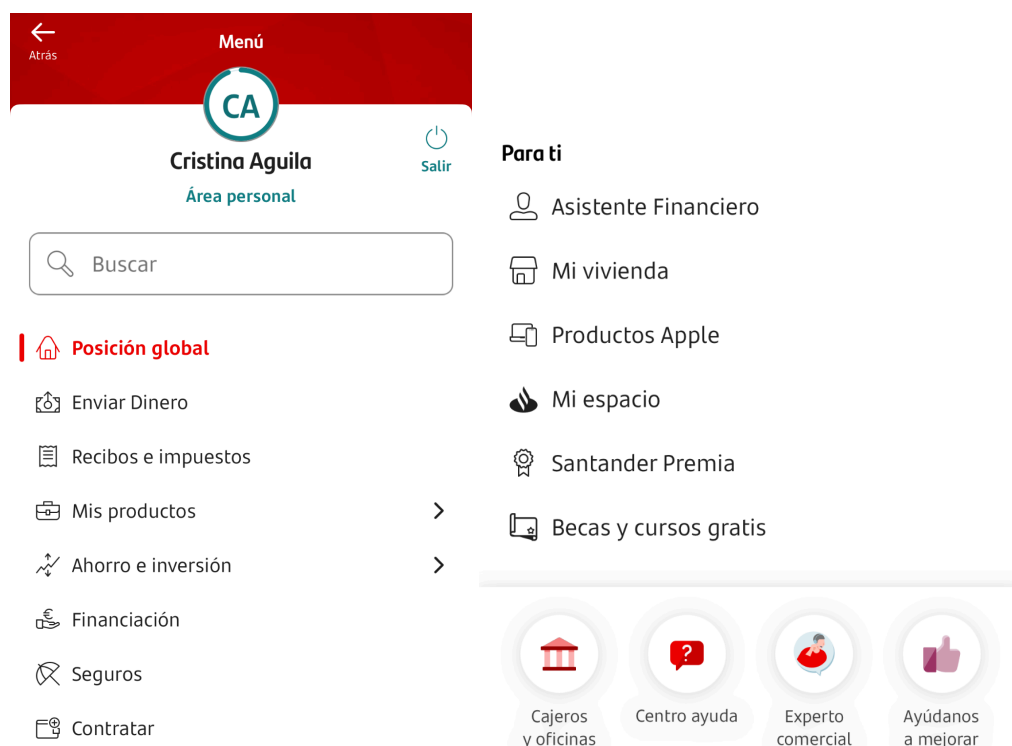 Atrás
Menú
CA
Cristina Aguila
Área personal
Salir
Buscar
Posición global
Enviar Dinero
Recibos e impuestos
Mis productos
Ahorro e inversión
Financiación
Seguros
Contratar
Para ti
Asistente Financiero
Mi vivienda
Productos Apple
Mi espacio
Santander Premia
Becas y cursos gratis
?
Cajeros
y oficinas
Centro ayuda
Experto
comercial
Ayúdanos
a mejorar